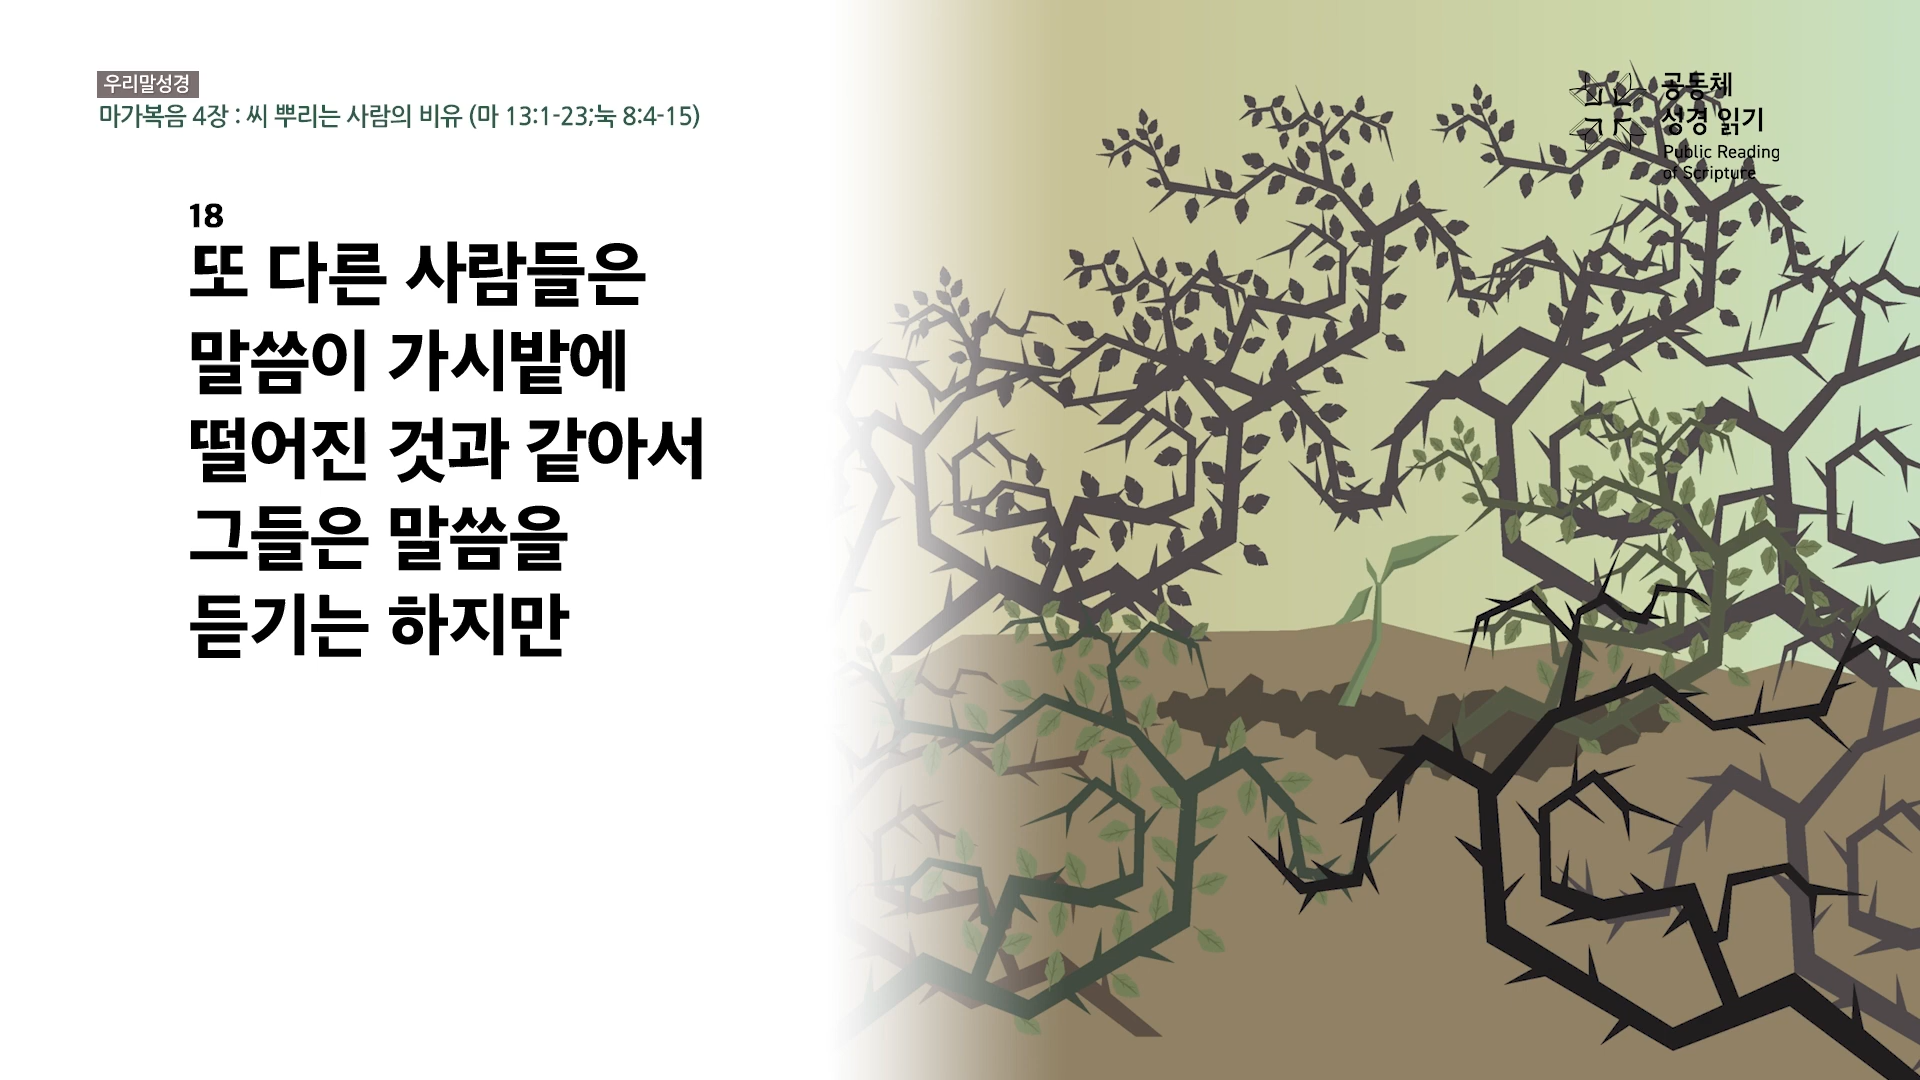 우리말성경
마가복음 4장 : 씨 뿌리는 사람의 비유 (마 13:1-23;눅 8:4-15)
18
또 다른 사람들은
말씀이 가시밭에
떨어진 것과 같아서
그들은 말씀을
듣기는 하지만
공동체
성경 읽기
Public Reading
of Scripture